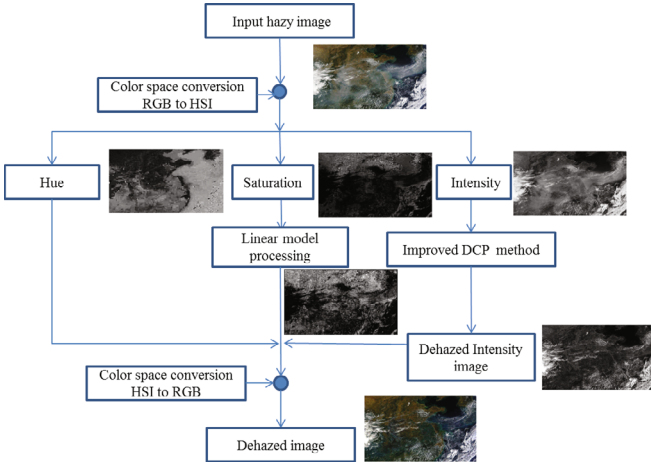 Input hazy image
Color space conversion
RGB to HSI
Hue
Saturation
Intensity
Linear model
processing
Improved DCP method
Dehazed Intensity
image
Color space conversion
HSI to RGB
Dehazed image